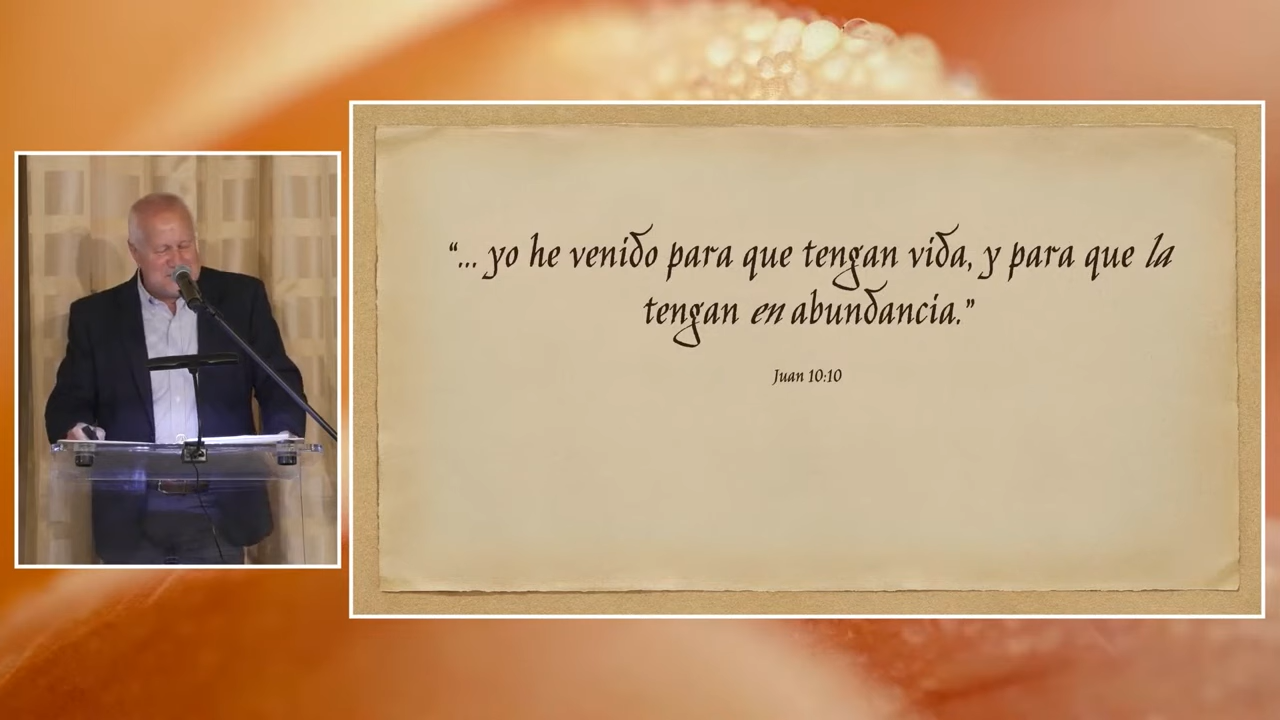 “... yo he venido para que tengan vida, y para que la
tengan en abundancia.”
Juan 10:10